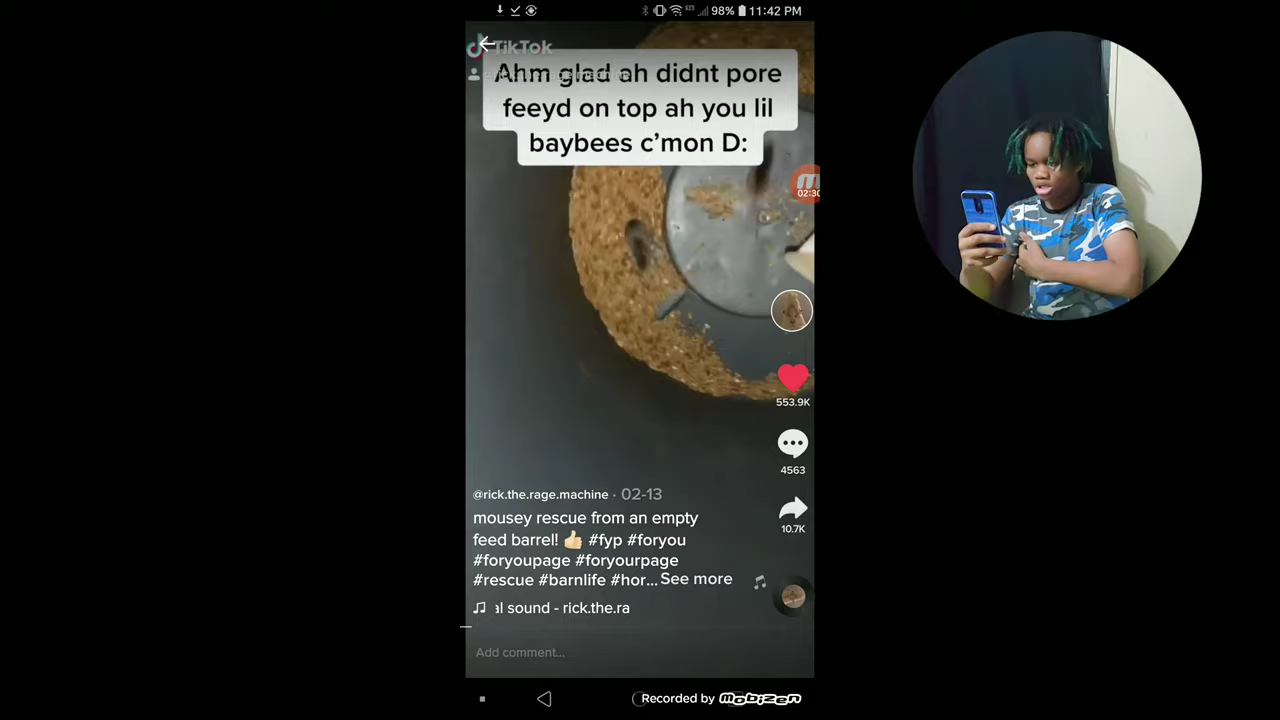 98% 11:42 PM
TikTok
Ahm glad ah didnt pore
feeyd on top ah you lil
baybees c'mon D:
02:30
553.9K
4563
@rick.the.rage.machine · 02-13
10.7K
mousey rescue from an empty
feed barrel! 👍🏻 #fyp #foryou
#foryoupage #foryourpage
#rescue #barnlife #hor... See more
al sound - rick.the.ra
Add comment...
Recorded by mobizen